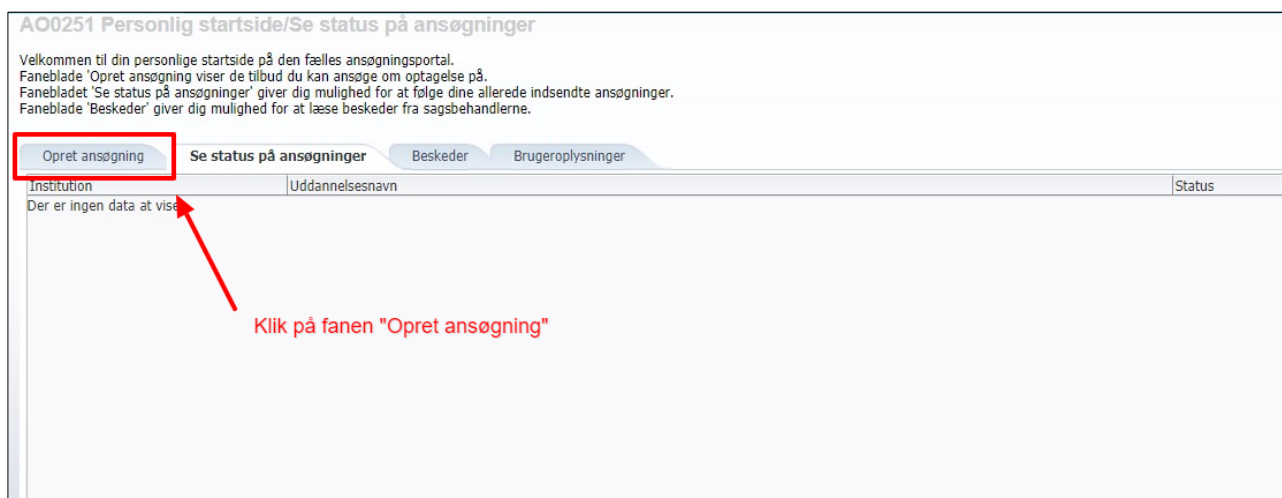 AO0251 Personlig startside/Se status på ansøgninger
Velkommen til din personlige startside på den fælles ansøgningsportal.
Faneblade 'Opret ansøgning viser de tilbud du kan ansøge om optagelse på.
Fanebladet 'Se status på ansøgninger' giver dig mulighed for at følge dine allerede indsendte ansøgninger.
Faneblade 'Beskeder' giver dig mulighed for at læse beskeder fra sagsbehandlerne.
Opret ansøgning Se status på ansøgninger Beskeder Brugeroplysninger
Institution Uddannelsesnavn Status
Der er ingen data at vise
Klik på fanen "Opret ansøgning"